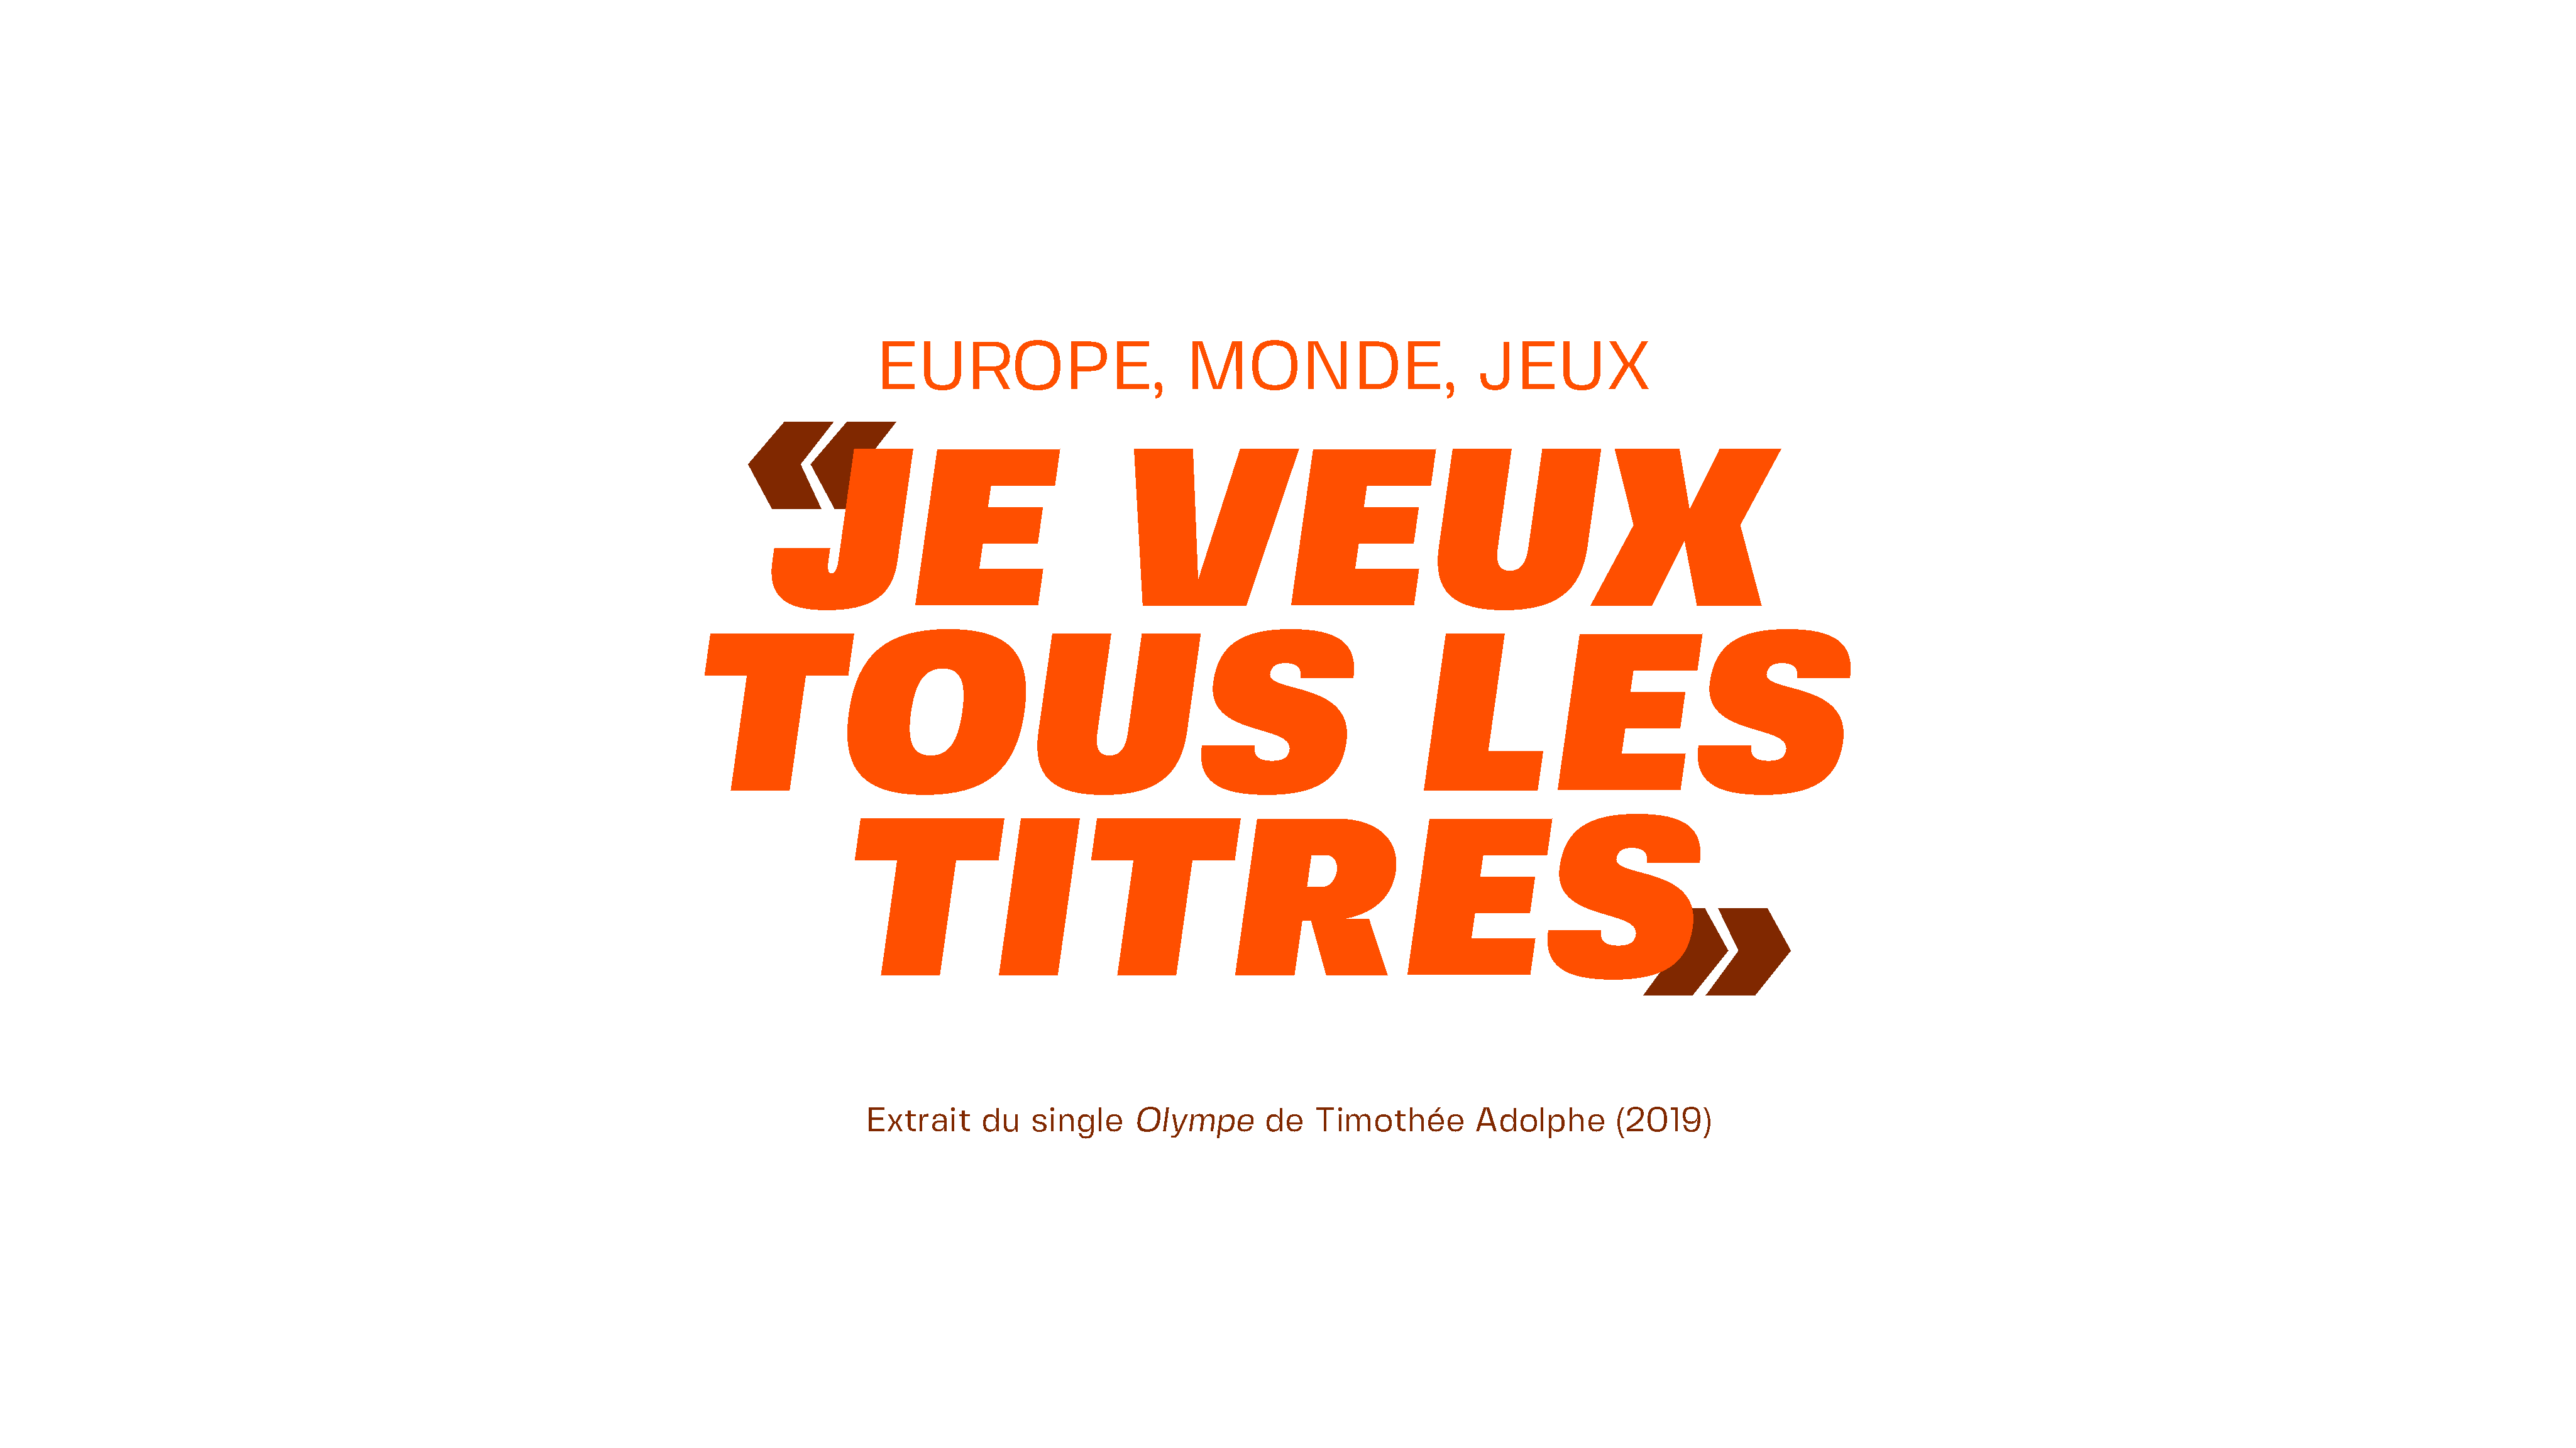 EUROPE, MONDE, JEUX
«JE VEUX
TOUS LES
TITRES»
Extrait du single Olympe de Timothée Adolphe (2019)